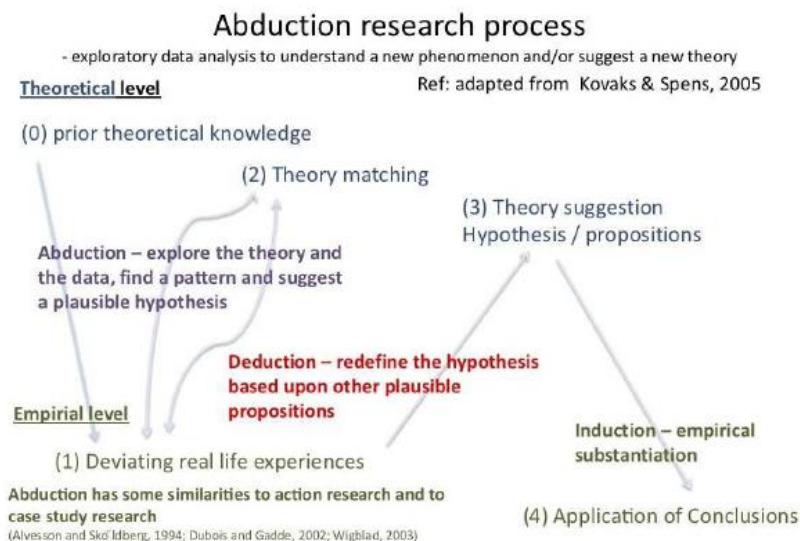 Abduction research process
- exploratory data analysis to understand a new phenomenon and/or suggest a new theory
Theoretical level
Ref: adapted from Kovaks & Spens, 2005
(0) prior theoretical knowledge
(2) Theory matching
(3) Theory suggestion
Hypothesis / propositions
Abduction – explore the theory and
the data, find a pattern and suggest
a plausible hypothesis
Deduction – redefine the hypothesis
based upon other plausible
propositions
Empirial level
Induction – empirical
substantiation
(1) Deviating real life experiences
Abduction has some similarities to action research and to
case study research
(Alvesson and Sko¨ldberg, 1994; Dubois and Gadde, 2002; Wigblad, 2003)
(4) Application of Conclusions